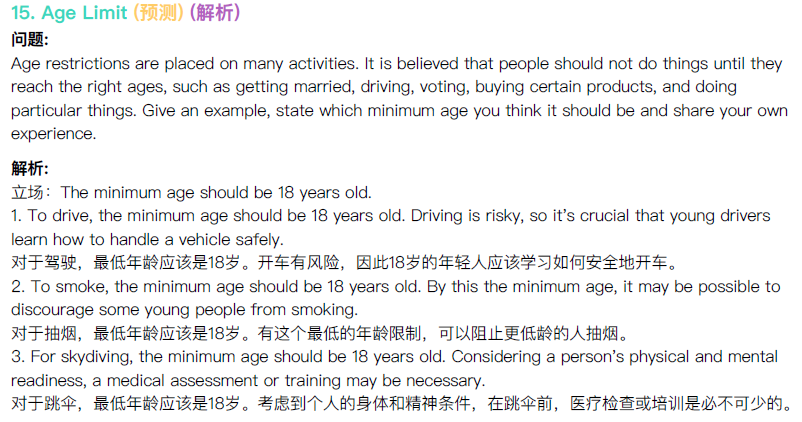 15. Age Limit (预测) (解析)
问题:
Age restrictions are placed on many activities. It is believed that people should not do things until they
reach the right ages, such as getting married, driving, voting, buying certain products, and doing
particular things. Give an example, state which minimum age you think it should be and share your own
experience.
解析:
立场：The minimum age should be 18 years old.
1. To drive, the minimum age should be 18 years old. Driving is risky, so it's crucial that young drivers
learn how to handle a vehicle safely.
对于驾驶，最低年龄应该是18岁。开车有风险，因此18岁的年轻人应该学习如何安全地开车。
2. To smoke, the minimum age should be 18 years old. By this the minimum age, it may be possible to
discourage some young people from smoking.
对于抽烟，最低年龄应该是18岁。有这个最低的年龄限制，可以阻止更低龄的人抽烟。
3. For skydiving, the minimum age should be 18 years old. Considering a person's physical and mental
readiness, a medical assessment or training may be necessary.
对于跳伞，最低年龄应该是18岁。考虑到个人的身体和精神条件，在跳伞前，医疗检查或培训是必不可少的。